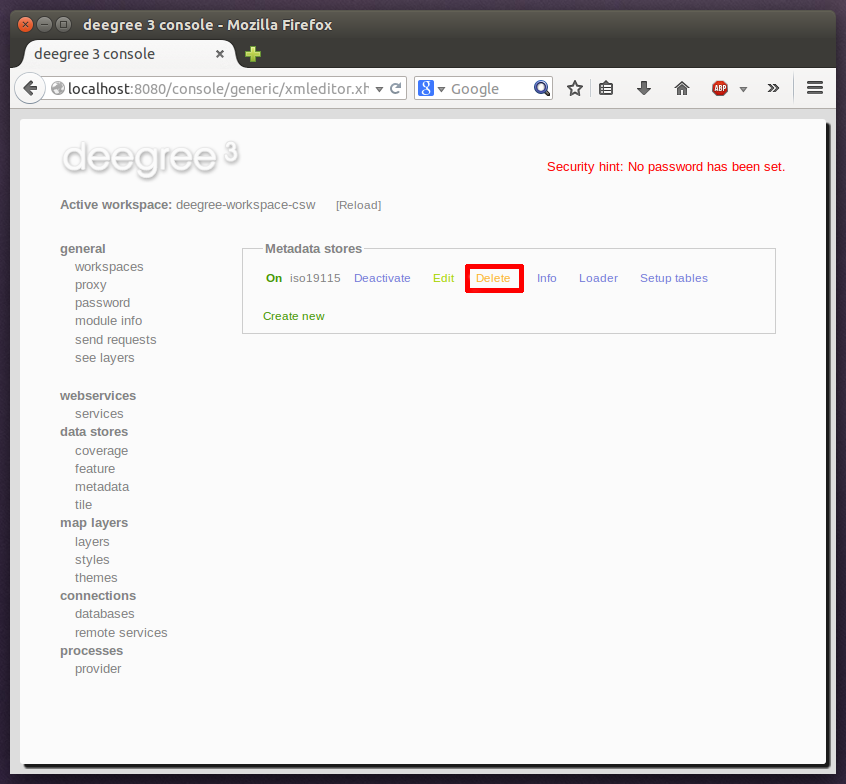 deegree 3 console - Mozilla Firefox
deegree 3 console
localhost:8080/console/generic/xmleditor.xh
8 Google
ABP
deegree 3
Security hint: No password has been set.
Active workspace: deegree-workspace-csw [Reload]
general
workspaces
proxy
password
module info
send requests
see layers
webservices
services
data stores
coverage
feature
metadata
tile
map layers
layers
styles
themes
connections
databases
remote services
processes
provider
Metadata stores
On iso19115 Deactivate Edit Delete Info Loader Setup tables
Create new